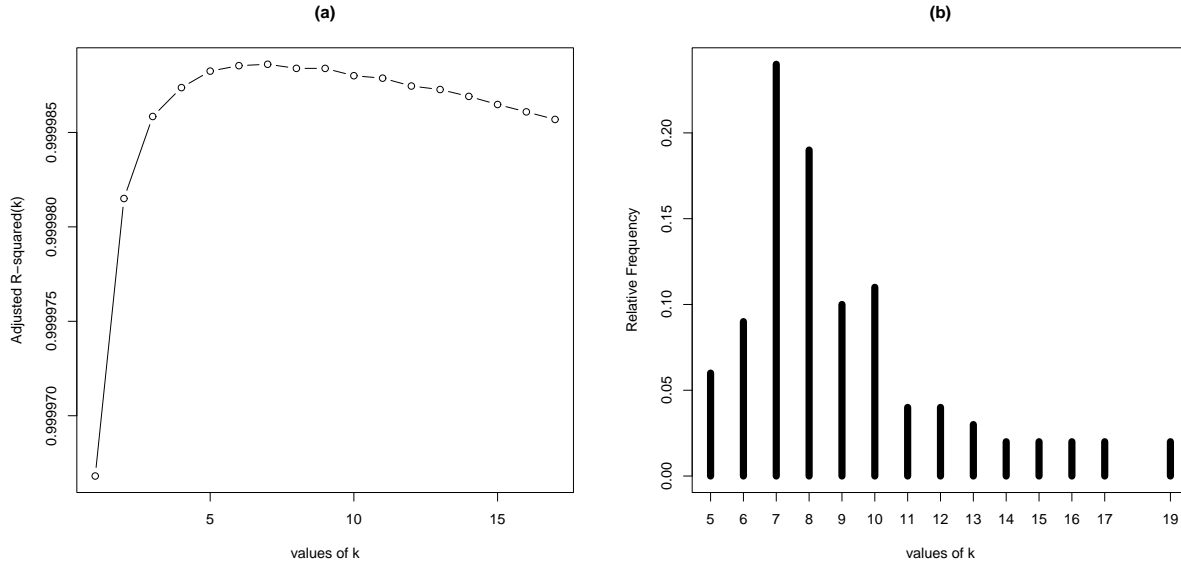 (a)
Adjusted R−squared(k)
0.999985
0.999980
0.999975
0.999970
5 10 15
values of k
(b)
Relative Frequency
0.20
0.15
0.10
0.05
0.00
5 6 7 8 9 10 11 12 13 14 15 16 17 19
values of k